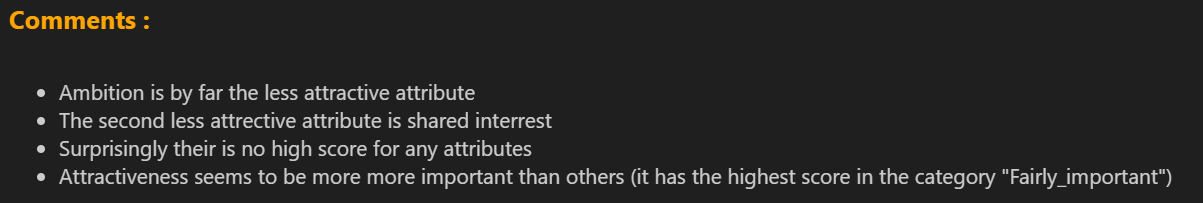 Comments :
• Ambition is by far the less attractive attribute
• The second less attrective attribute is shared interrest
• Surprisingly their is no high score for any attributes
• Attractiveness seems to be more more important than others (it has the highest score in the category "Fairly_important")